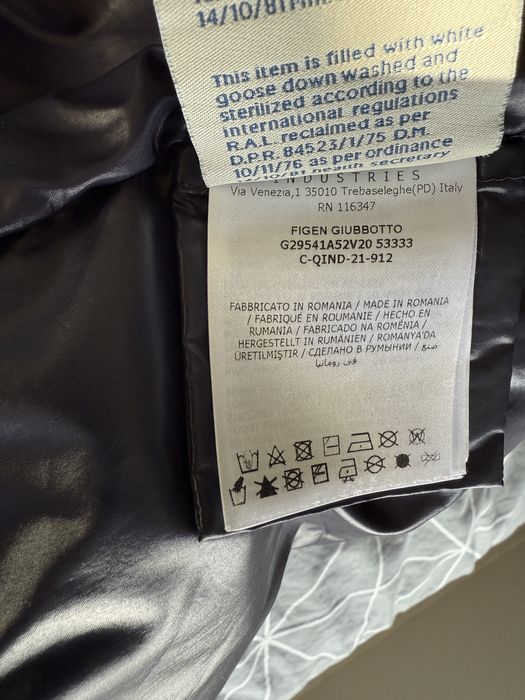 14/10/81
This item is filled with white
goose down washed and
sterilized according to the
international regulations
R.A.L. reclaimed as per
D.P.R. 84523/1/75 D.M.
10/11/76 as per ordinance
INDUSTRIES
Via Venezia,1 35010 Trebaseleghe(PD) Italy
RN 116347
FIGEN GIUBBOTTO
G29541A52V20 53333
C-QIND-21-912
FABBRICATO IN ROMANIA / MADE IN ROMANIA
/ FABRIQUÉ EN ROUMANIE / HECHO EN
RUMANIA / FABRICADO NA ROMÉNIA /
HERGESTELLT IN RUMÄNIEN / ROMANYA'DA
ÜRETILMIŞTIR / СДЕЛАНО В РУМЫНИИ / صنع
في رومانيا